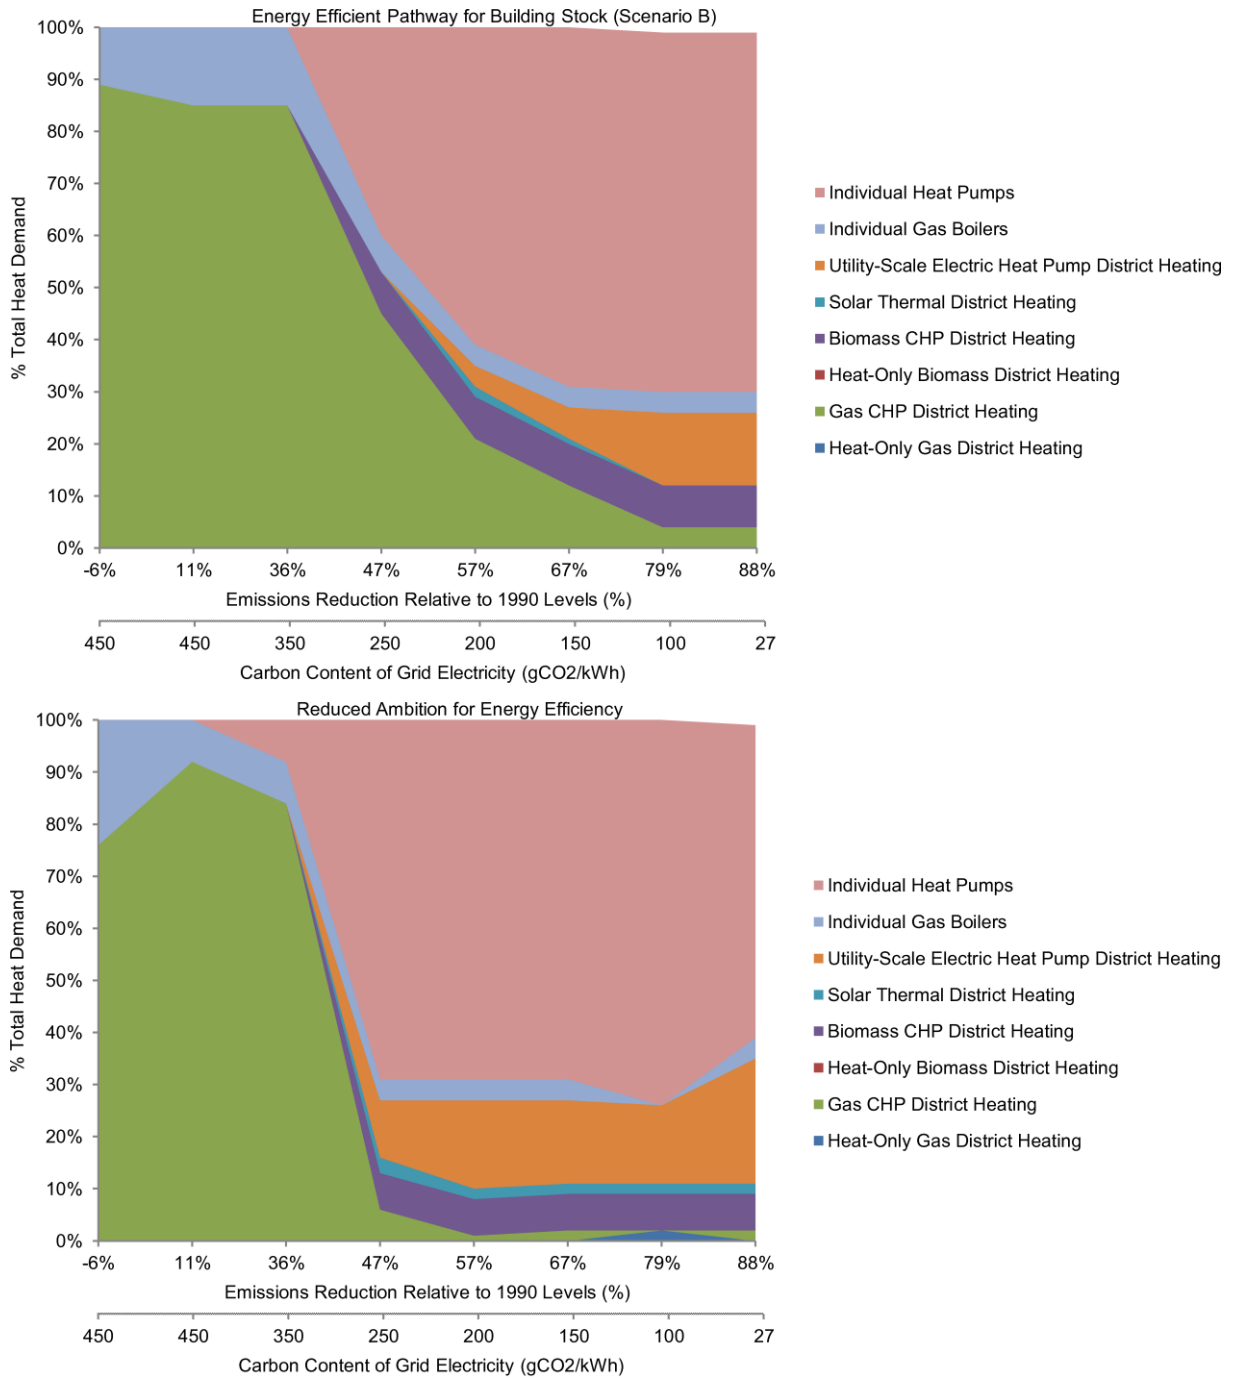 Energy Efficient Pathway for Building Stock (Scenario B)
100%
90%
80%
70%
60%
50%
40%
30%
20%
10%
0%
% Total Heat Demand
-6% 11% 36% 47% 57% 67% 79% 88%
Emissions Reduction Relative to 1990 Levels (%)
450 450 350 250 200 150 100 27
Carbon Content of Grid Electricity (gCO2/kWh)
Individual Heat Pumps
Individual Gas Boilers
Utility-Scale Electric Heat Pump District Heating
Solar Thermal District Heating
Biomass CHP District Heating
Heat-Only Biomass District Heating
Gas CHP District Heating
Heat-Only Gas District Heating
Reduced Ambition for Energy Efficiency
100%
90%
80%
70%
60%
50%
40%
30%
20%
10%
0%
% Total Heat Demand
-6% 11% 36% 47% 57% 67% 79% 88%
Emissions Reduction Relative to 1990 Levels (%)
450 450 350 250 200 150 100 27
Carbon Content of Grid Electricity (gCO2/kWh)
Individual Heat Pumps
Individual Gas Boilers
Utility-Scale Electric Heat Pump District Heating
Solar Thermal District Heating
Biomass CHP District Heating
Heat-Only Biomass District Heating
Gas CHP District Heating
Heat-Only Gas District Heating